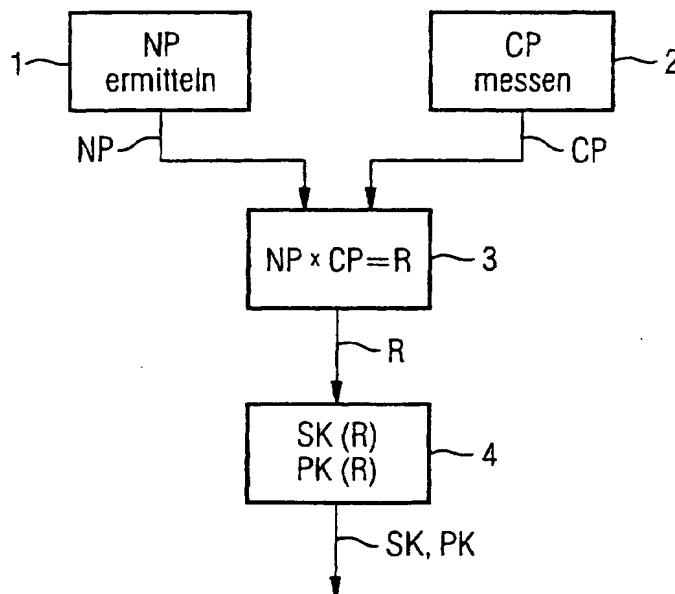 1
NP
ermitteln
CP
messen
2
NP
CP
NP × CP=R
3
R
SK (R)
PK (R)
4
SK, PK